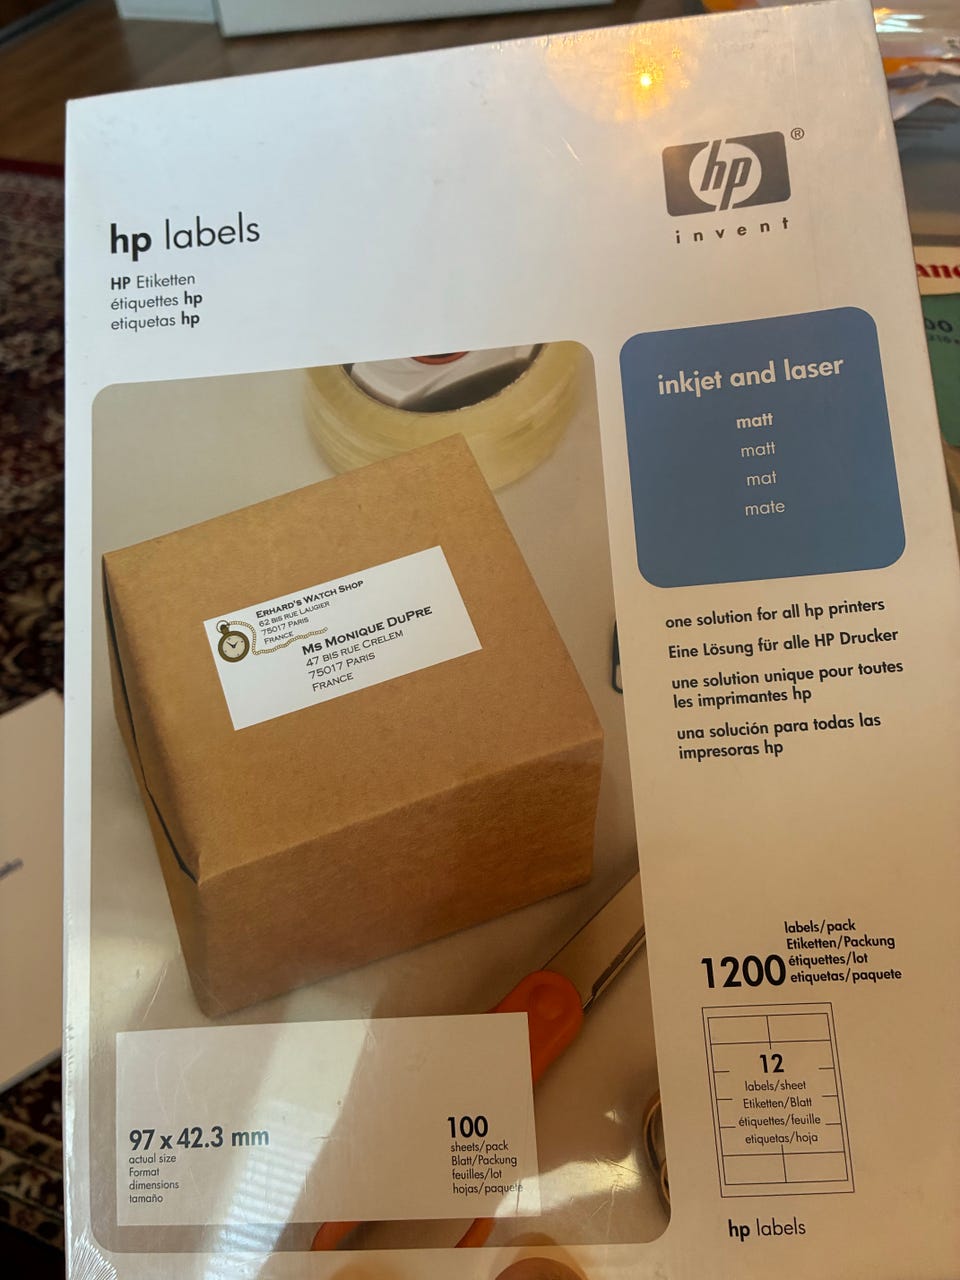 hp labels
HP Etiketten
étiquettes hp
etiquetas hp
hp®
invent
inkjet and laser
matt
matt
mat
mate
one solution for all hp printers
Eine Lösung für alle HP Drucker
une solution unique pour toutes
les imprimantes hp
una solución para todas las
impresoras hp
ERHARD'S WATCH SHOP
62 BIS RUE LAUGIER
75017 PARIS
FRANCE
MS MONIQUE DUPRE
47 BIS RUE CRELEM
75017 PARIS
FRANCE
1200
labels/pack
Etiketten/Packung
étiquettes/lot
etiquetas/paquete
12
labels/sheet
Etiketten/Blatt
étiquettes/feuille
etiquetas/hoja
hp labels
97 x 42.3 mm
actual size
Format
dimensions
tamaño
100
sheets/pack
Blatt/Packung
feuilles/lot
hojas/paquete